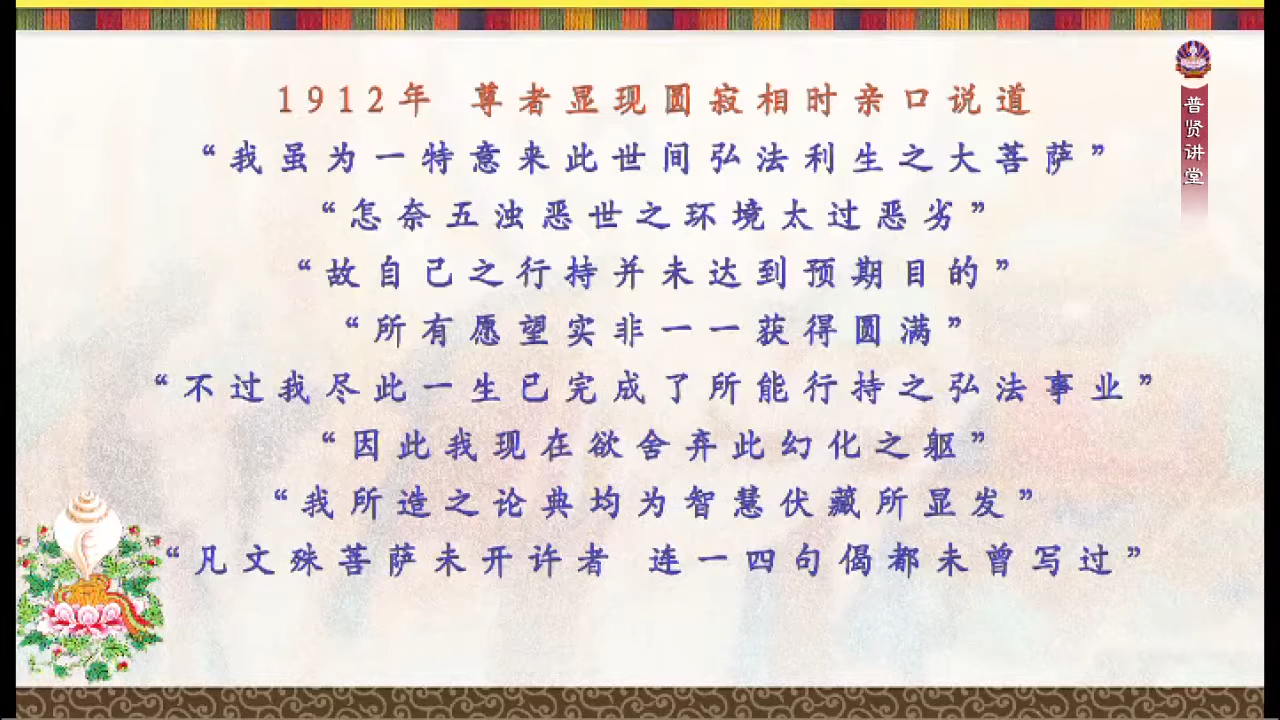 1912年 尊者显现圆寂相时亲口说道
“我虽为一特意来此世间弘法利生之大菩萨”
“怎奈五浊恶世之环境太过恶劣”
“故自己之行持并未达到预期目的”
“所有愿望实非一一获得圆满”
“不过我尽此一生已完成了所能行持之弘法事业”
“因此我现在欲舍弃此幻化之躯”
“我所造之论典均为智慧伏藏所显发”
“凡文殊菩萨未开许者 连一四句偈都未曾写过”
普贤讲堂